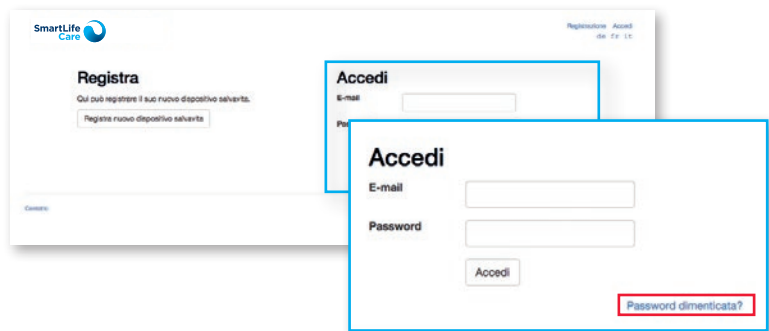 SmartLife
Care
Registrazione Accedi
de fr it
Registra
Qui può registrare il suo nuovo dispositivo salvavita.
Registra nuovo dispositivo salvavita
Accedi
E-mail
Accedi
E-mail
Password
Accedi
Password dimenticata?